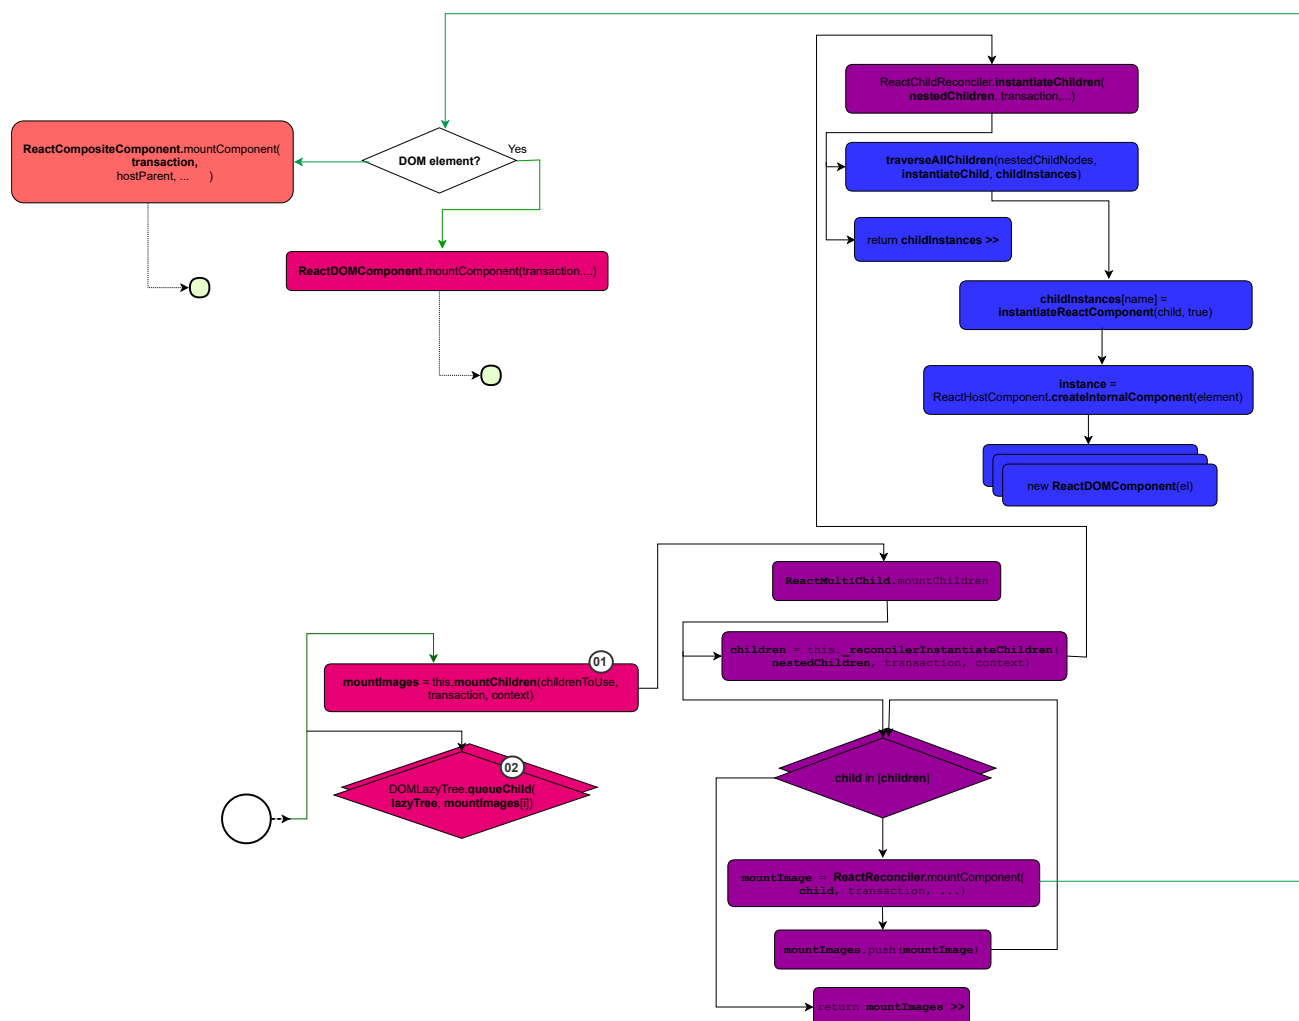 ReactChildReconciler.instantiateChildren(
nestedChildren, transaction,...)
ReactCompositeComponent.mountComponent(
transaction,
hostParent, ... )
DOM element?
Yes
traverseAllChildren(nestedChildNodes,
instantiateChild, childInstances)
return childInstances >>
ReactDOMComponent.mountComponent(transaction,...)
childInstances[name] =
instantiateReactComponent(child, true)
instance =
ReactHostComponent.createInternalComponent(element)
new ReactDOMComponent(el)
ReactMultiChild.mountChildren
children = this._reconcilerInstantiateChildren(
nestedChildren, transaction, context)
01
mountImages = this.mountChildren(childrenToUse,
transaction, context)
02
DOMLazyTree.queueChild(
lazyTree, mountImages[i])
child in [children]
mountImage = ReactReconciler.mountComponent(
child, transaction, ...)
mountImages.push(mountImage)
return mountImages >>